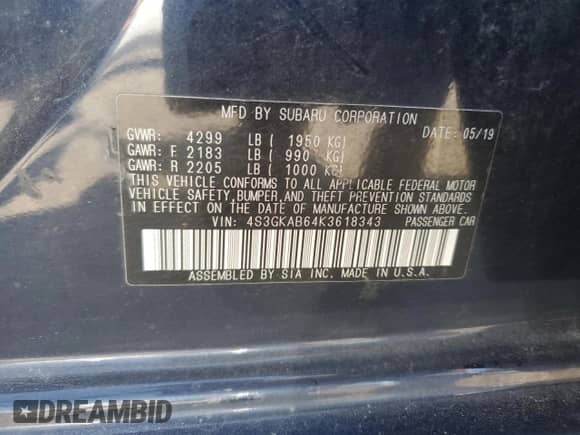 MFD BY SUBARU CORPORATION
DATE: 05/19
GVWR: 4299 LB ( 1950 KG)
GAWR: F 2183 LB ( 990 KG)
GAWR: R 2205 LB ( 1000 KG)
THIS VEHICLE CONFORMS TO ALL APPLICABLE FEDERAL MOTOR
VEHICLE SAFETY,BUMPER,AND THEFT PREVENTION STANDARDS
IN EFFECT ON THE DATE OF MANUFACTURE SHOWN ABOVE.
VIN: 4S3GKAB64K3618343 PASSENGER CAR
ASSEMBLED BY SIA INC. MADE IN U.S.A.
DREAMBID